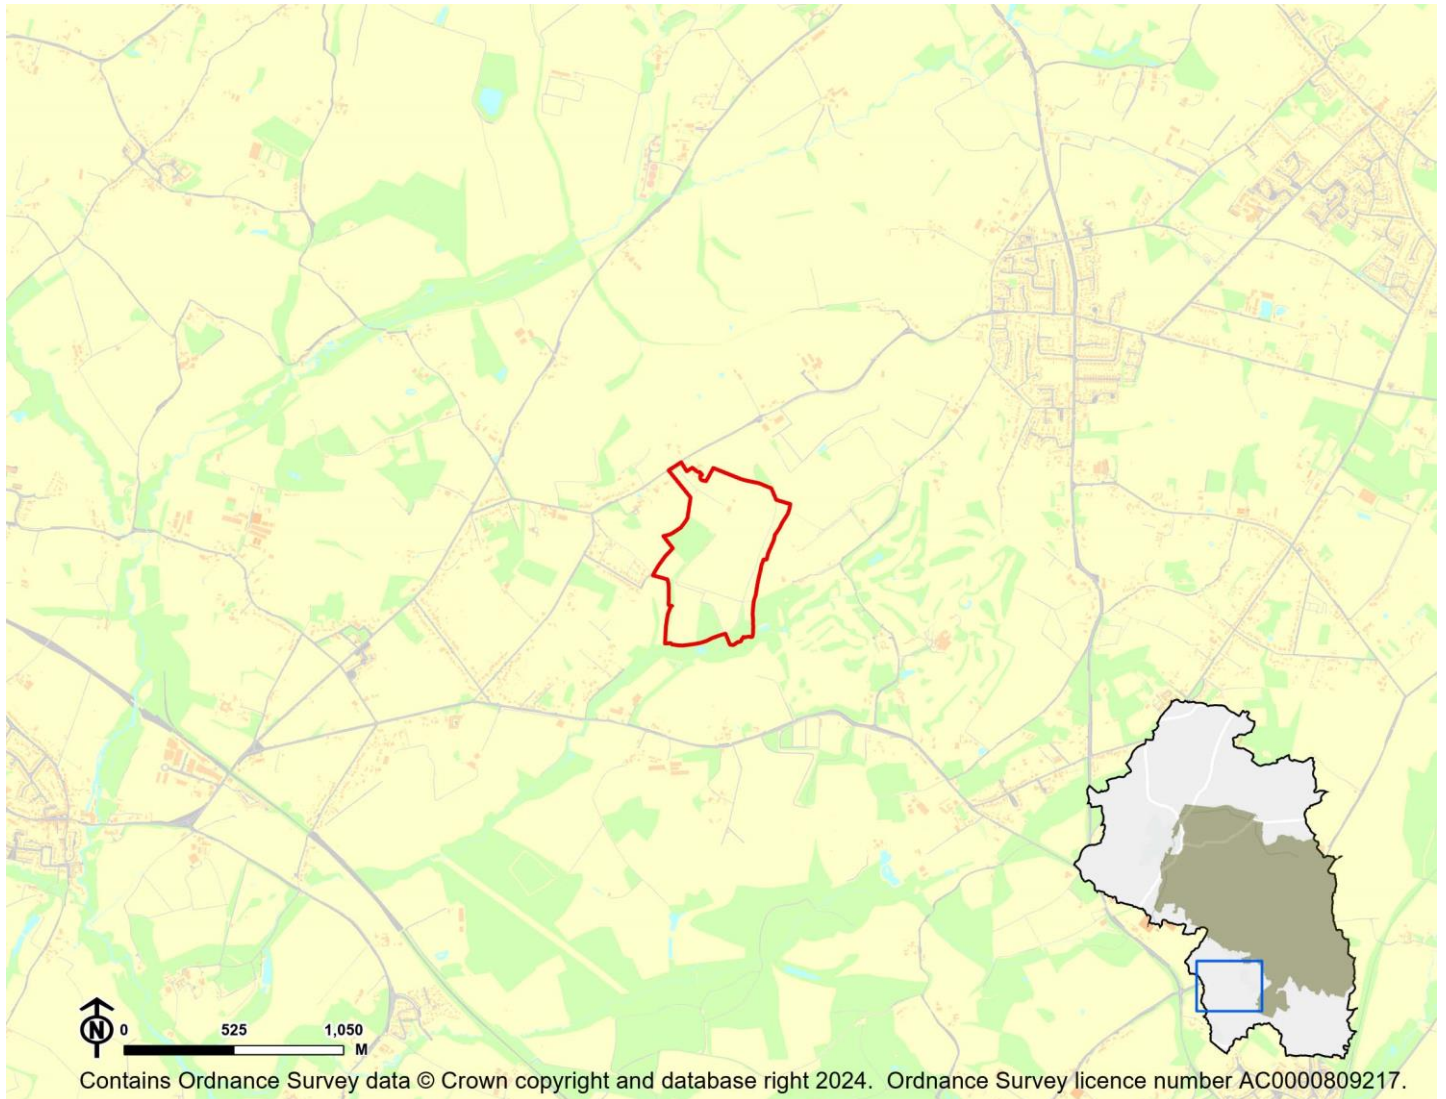 N
0 525 1,050
M
Contains Ordnance Survey data © Crown copyright and database right 2024. Ordnance Survey licence number AC0000809217.